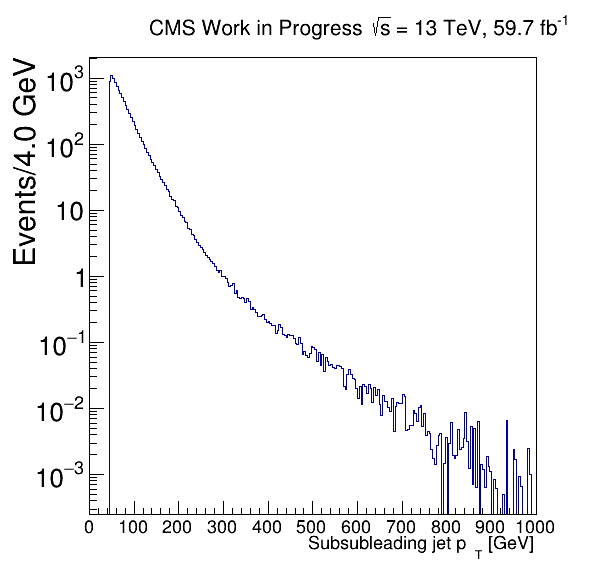 CMS Work in Progress √s = 13 TeV, 59.7 fb⁻¹
Events/4.0 GeV
10³
10²
10
1
10⁻¹
10⁻²
10⁻³
0 100 200 300 400 500 600 700 800 900 1000
Subsubleading jet p_T [GeV]